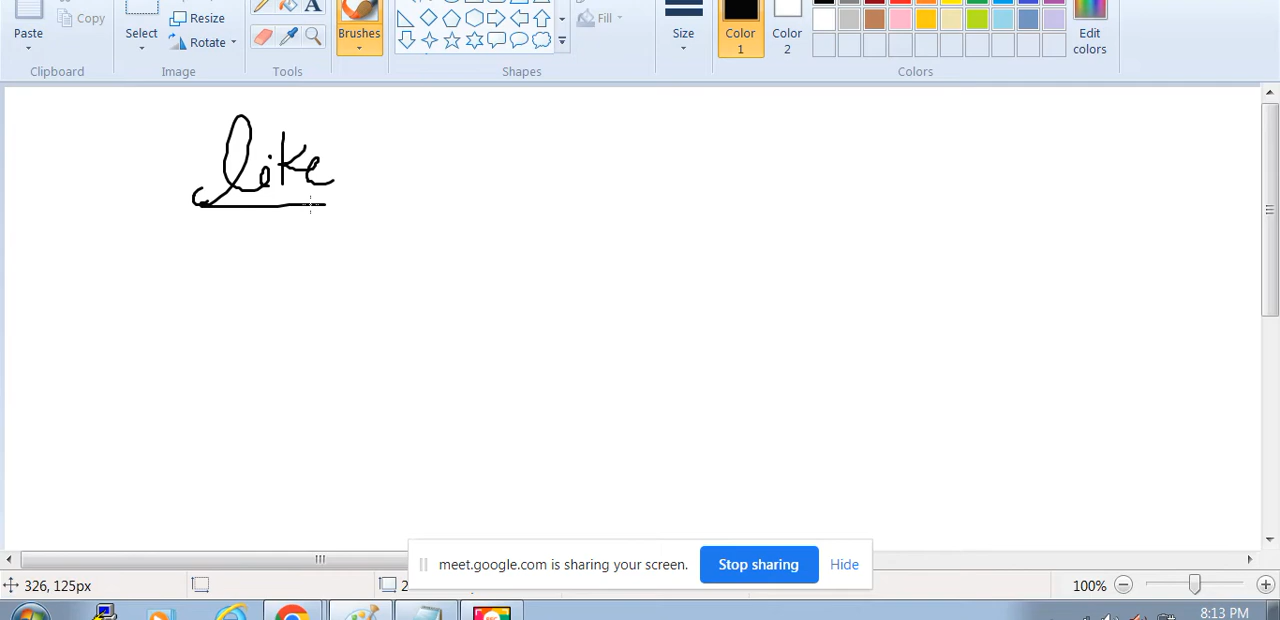 Paste
Copy
Select
Resize
Rotate
A
Brushes
Fill
Size
Color 1
Color 2
Edit colors
Clipboard
Image
Tools
Shapes
Colors
like
meet.google.com is sharing your screen.
Stop sharing
Hide
326, 125px
2
100%
8:13 PM